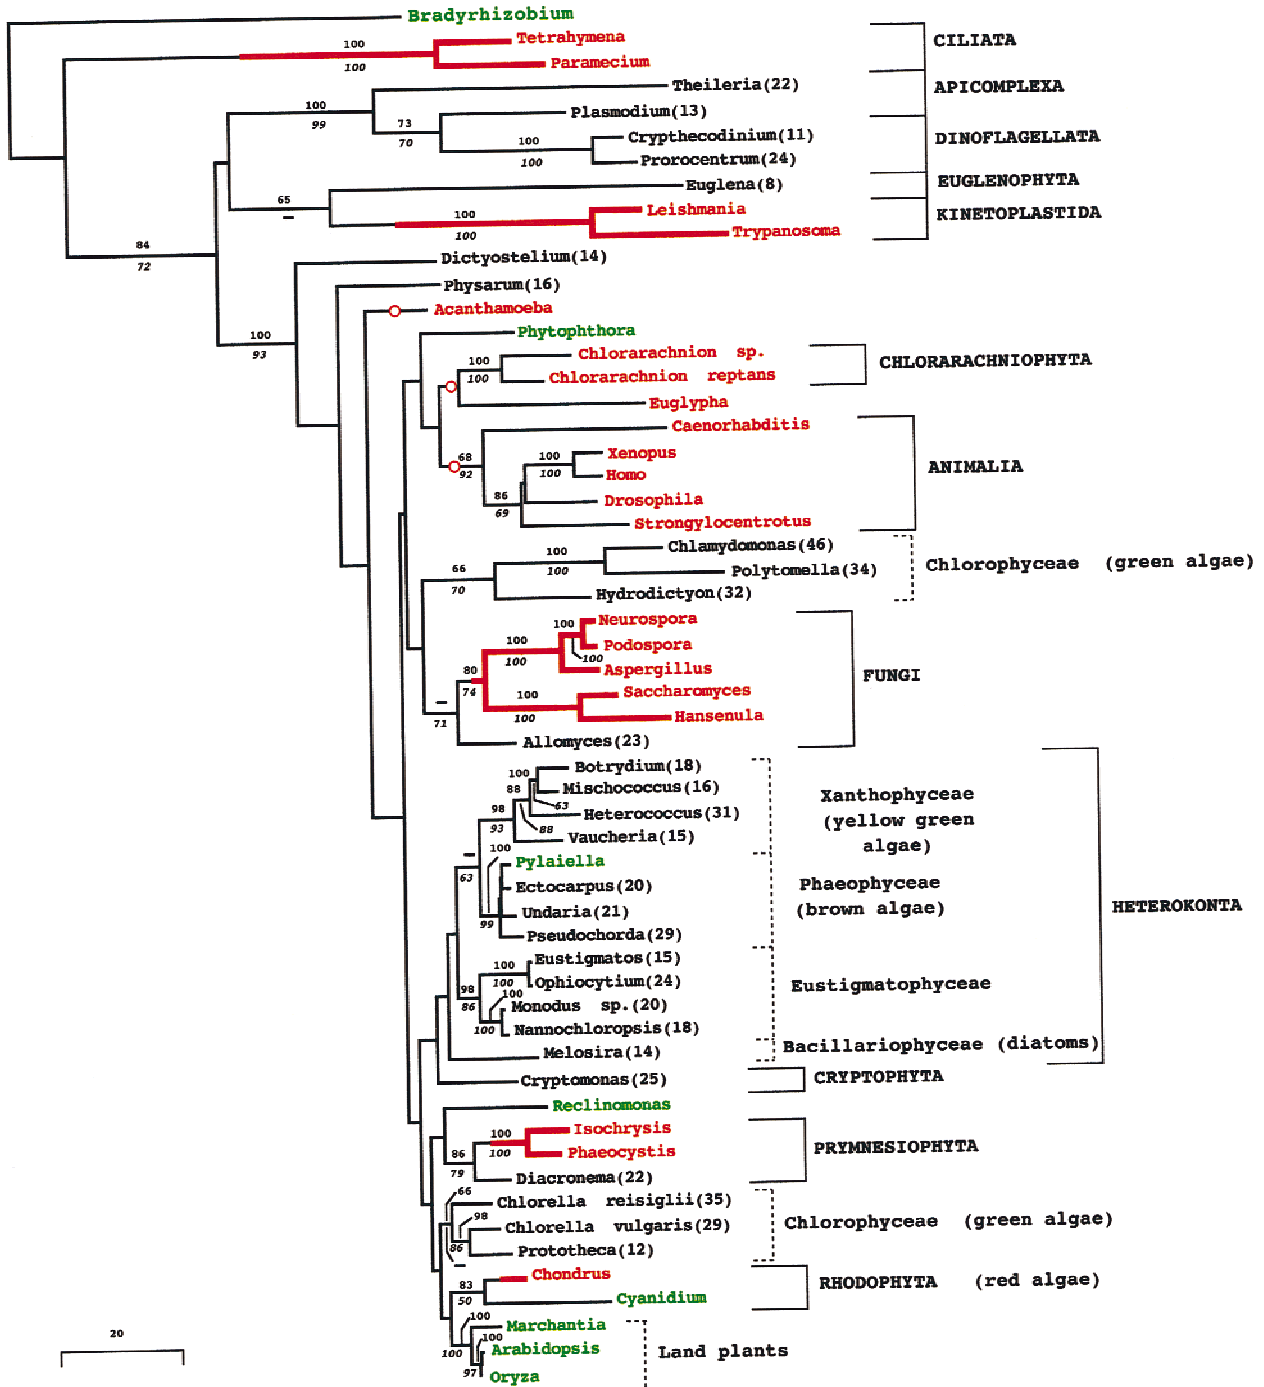 Bradyrhizobium
Tetrahymena
100
100
Paramecium
CILIATA
Theileria(22)
APICOMPLEXA
100
99
Plasmodium(13)
73
70
Crypthecodinium(11)
100
100
Prorocentrum(24)
DINOFLAGELLATA
Euglena(8)
EUGLENOPHYTA
65
–
Leishmania
100
100
Trypanosoma
KINETOPLASTIDA
84
72
Dictyostelium(14)
Physarum(16)
Acanthamoeba
100
93
Phytophthora
Chlorarachnion sp.
100
100
Chlorarachnion reptans
CHLORARACHNIOPHYTA
Euglypha
Caenorhabditis
68
92
Xenopus
100
100
Homo
ANIMALIA
86
69
Drosophila
Strongylocentrotus
Chlamydomonas(46)
100
100
Polytomella(34)
Chlorophyceae (green algae)
66
70
Hydrodictyon(32)
Neurospora
100
Podospora
100
100
100
Aspergillus
FUNGI
80
74
Saccharomyces
100
100
Hansenula
–
71
Allomyces(23)
Botrydium(18)
100
Mischococcus(16)
88
63
Xanthophyceae
(yellow green
algae)
98
93
Heterococcus(31)
88
Vaucheria(15)
–
63
100
Pylaiella
Ectocarpus(20)
Phaeophyceae
(brown algae)
HETEROKONTA
Undaria(21)
99
Pseudochorda(29)
Eustigmatos(15)
100
100
Ophiocytium(24)
Eustigmatophyceae
98
86
100
Monodus sp.(20)
100
Nannochloropsis(18)
Melosira(14)
Bacillariophyceae (diatoms)
Cryptomonas(25)
CRYPTOPHYTA
Reclinomonas
Isochrysis
100
100
Phaeocystis
PRYMNESIOPHYTA
86
79
Diacronema(22)
66
Chlorella reisiglii(35)
98
Chlorella vulgaris(29)
Chlorophyceae (green algae)
86
Prototheca(12)
–
Chondrus
83
50
Cyanidium
RHODOPHYTA (red algae)
100
Marchantia
100
Arabidopsis
Land plants
100
97
Oryza
20